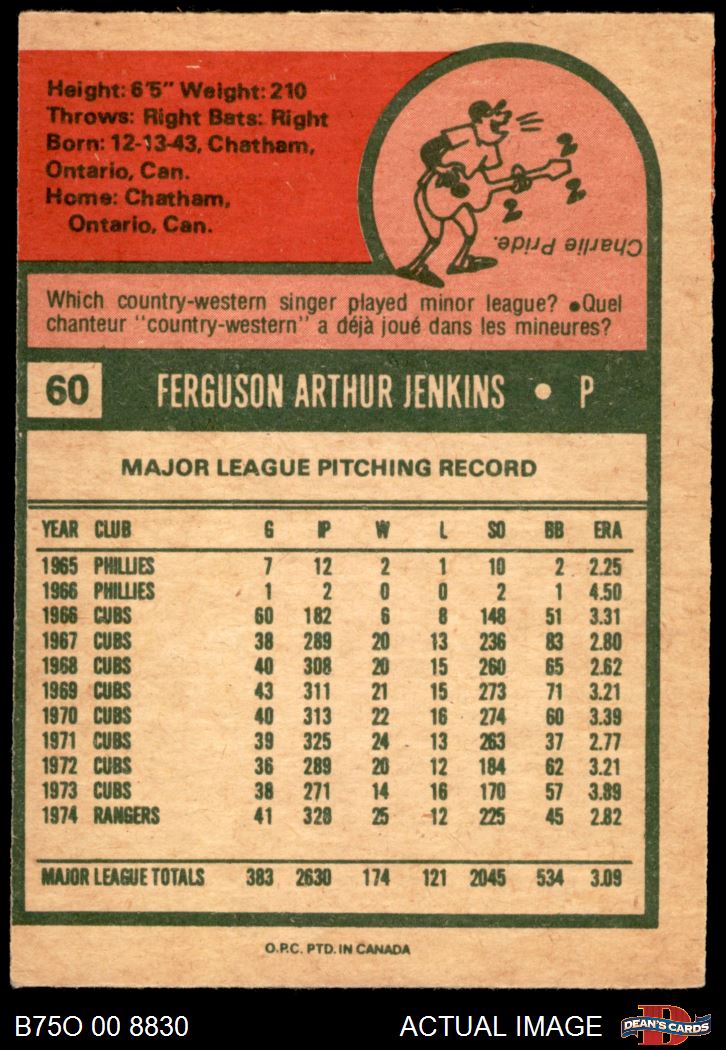 Height: 6'5" Weight: 210
Throws: Right Bats: Right
Born: 12-13-43, Chatham,
Ontario, Can.
Home: Chatham,
Ontario, Can.
Charlie Pride.
Which country-western singer played minor league? ●Quel
chanteur "country-western" a déjà joué dans les mineures?
60 FERGUSON ARTHUR JENKINS ● P
MAJOR LEAGUE PITCHING RECORD
YEAR CLUB G IP W L SO BB ERA
1965 PHILLIES 7 12 2 1 10 2 2.25
1966 PHILLIES 1 2 0 0 2 1 4.50
1966 CUBS 60 182 6 8 148 51 3.31
1967 CUBS 38 289 20 13 236 83 2.80
1968 CUBS 40 308 20 15 260 65 2.62
1969 CUBS 43 311 21 15 273 71 3.21
1970 CUBS 40 313 22 16 274 60 3.39
1971 CUBS 39 325 24 13 263 37 2.77
1972 CUBS 36 289 20 12 184 62 3.21
1973 CUBS 38 271 14 16 170 57 3.89
1974 RANGERS 41 328 25 12 225 45 2.82
MAJOR LEAGUE TOTALS 383 2630 174 121 2045 534 3.09
O.P.C. PTD. IN CANADA
B75O 00 8830 ACTUAL IMAGE DEAN'S CARDS